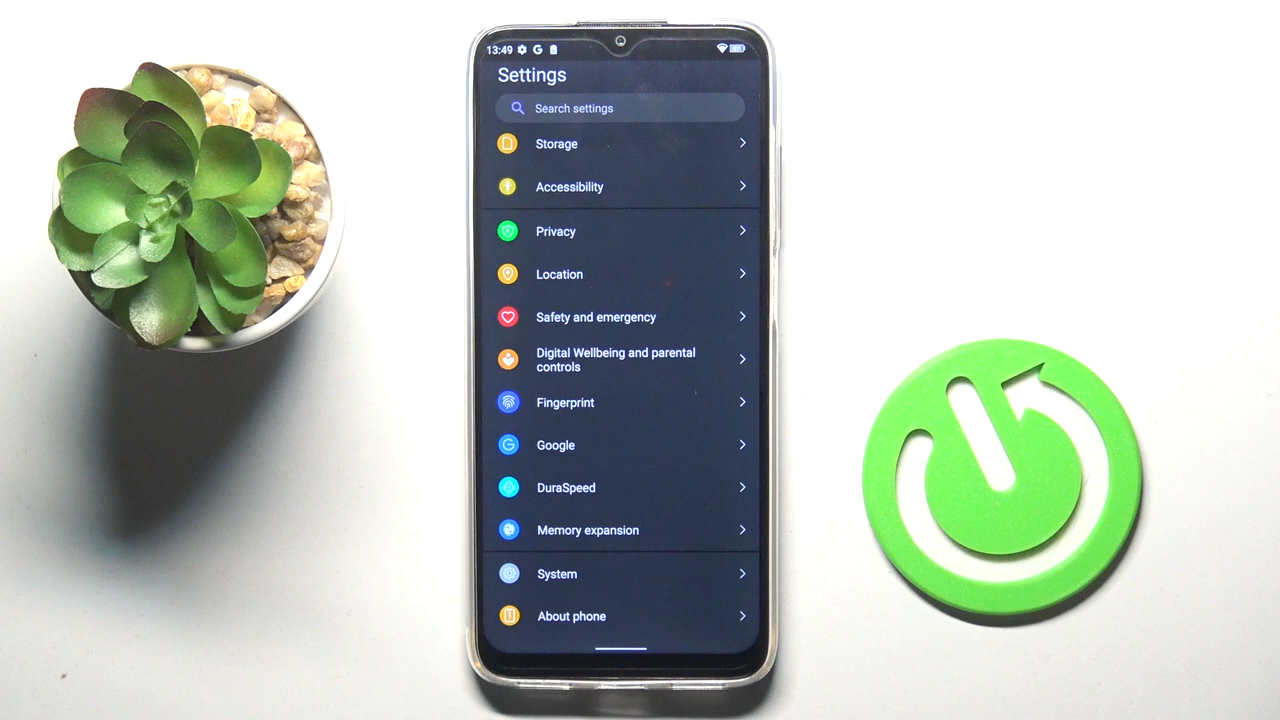 13:49
Settings
Search settings
Storage
Accessibility
Privacy
Location
Safety and emergency
Digital Wellbeing and parental
controls
Fingerprint
Google
DuraSpeed
Memory expansion
System
About phone